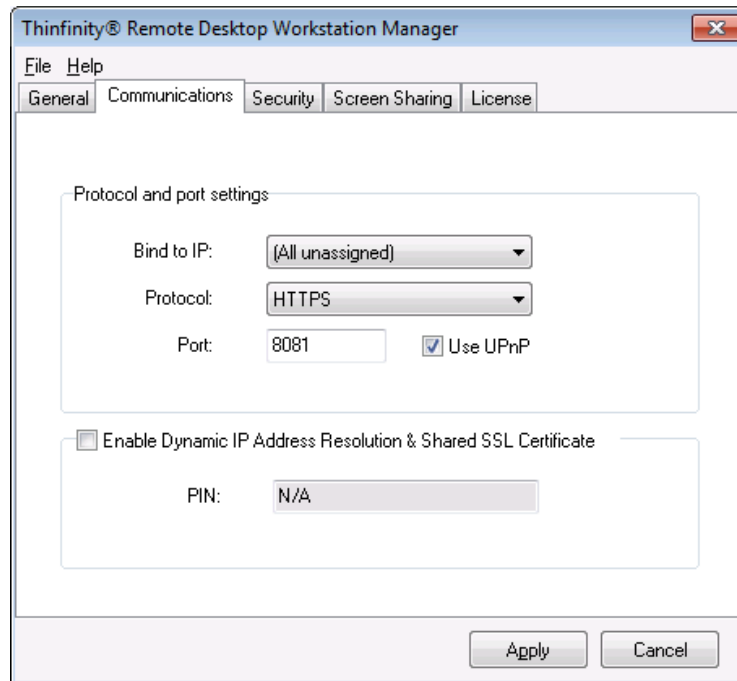 Thinfinity® Remote Desktop Workstation Manager
File Help
General Communications Security Screen Sharing License
Protocol and port settings
Bind to IP: (All unassigned)
Protocol: HTTPS
Port: 8081 Use UPnP
Enable Dynamic IP Address Resolution & Shared SSL Certificate
PIN: N/A
Apply Cancel